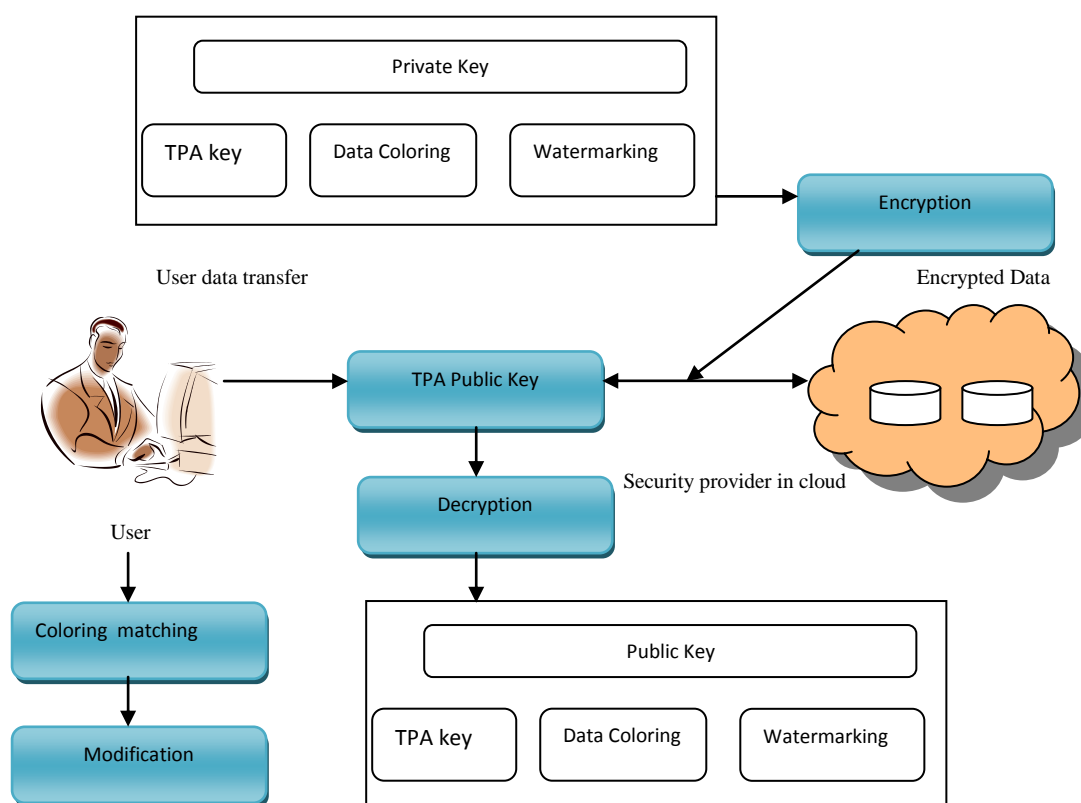 Private Key
TPA key
Data Coloring
Watermarking
Encryption
User data transfer
Encrypted Data
TPA Public Key
Security provider in cloud
Decryption
User
Coloring matching
Public Key
TPA key
Data Coloring
Watermarking
Modification